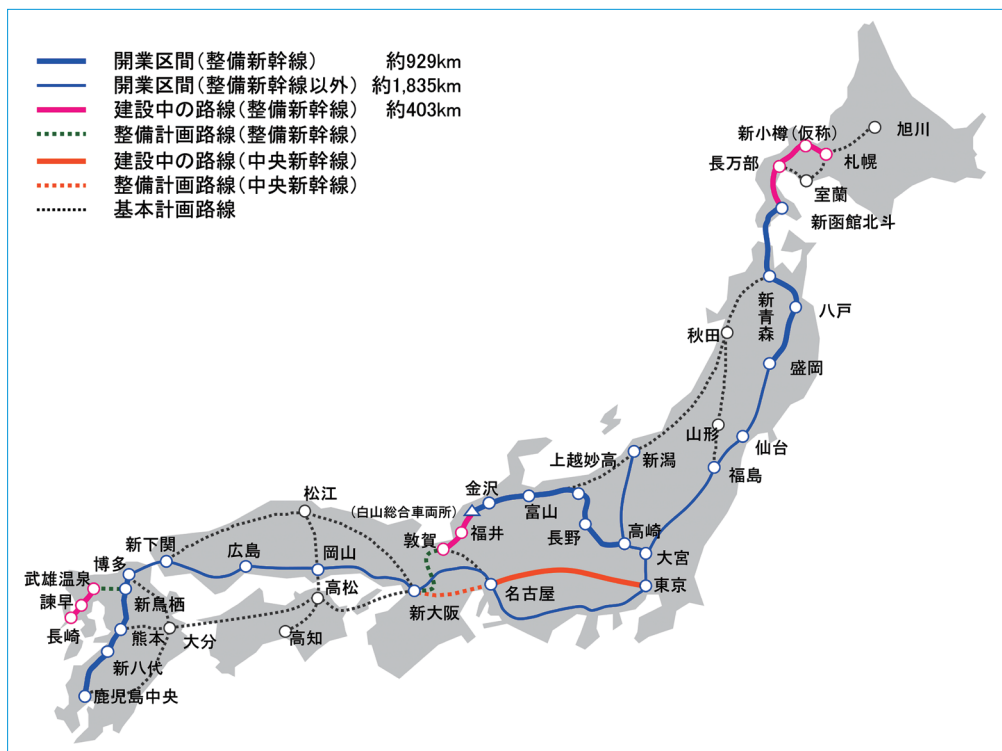 開業区間(整備新幹線) 約929km
開業区間(整備新幹線以外) 約1,835km
建設中の路線(整備新幹線) 約403km
整備計画路線(整備新幹線)
建設中の路線(中央新幹線)
整備計画路線(中央新幹線)
基本計画路線
新小樽(仮称)
旭川
長万部
札幌
室蘭
新函館北斗
新青森
八戸
秋田
盛岡
山形
仙台
上越妙高
新潟
福島
金沢
松江
(白山総合車両所)
富山
福井
長野
高崎
敦賀
大宮
新下関
広島
岡山
博多
武雄温泉
高松
名古屋
東京
新鳥栖
新大阪
諫早
長崎
熊本
大分
高知
新八代
鹿児島中央